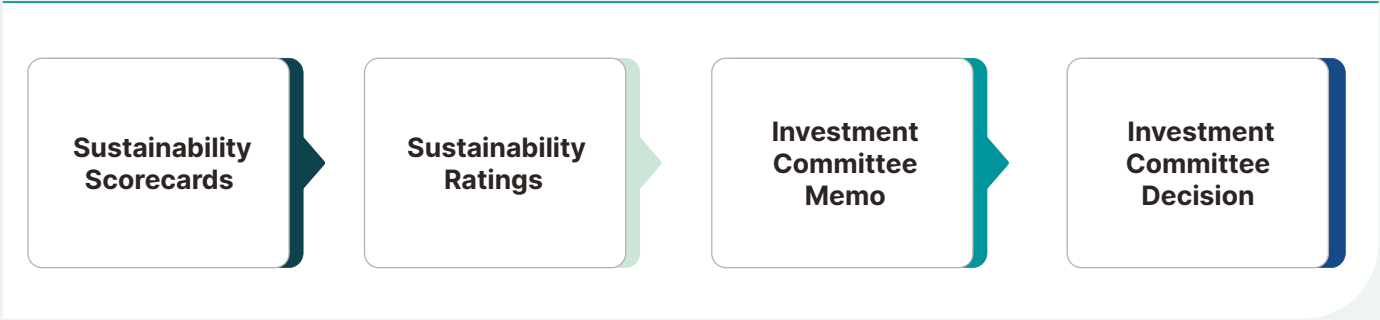 Sustainability
Scorecards
Sustainability
Ratings
Investment
Committee
Memo
Investment
Committee
Decision